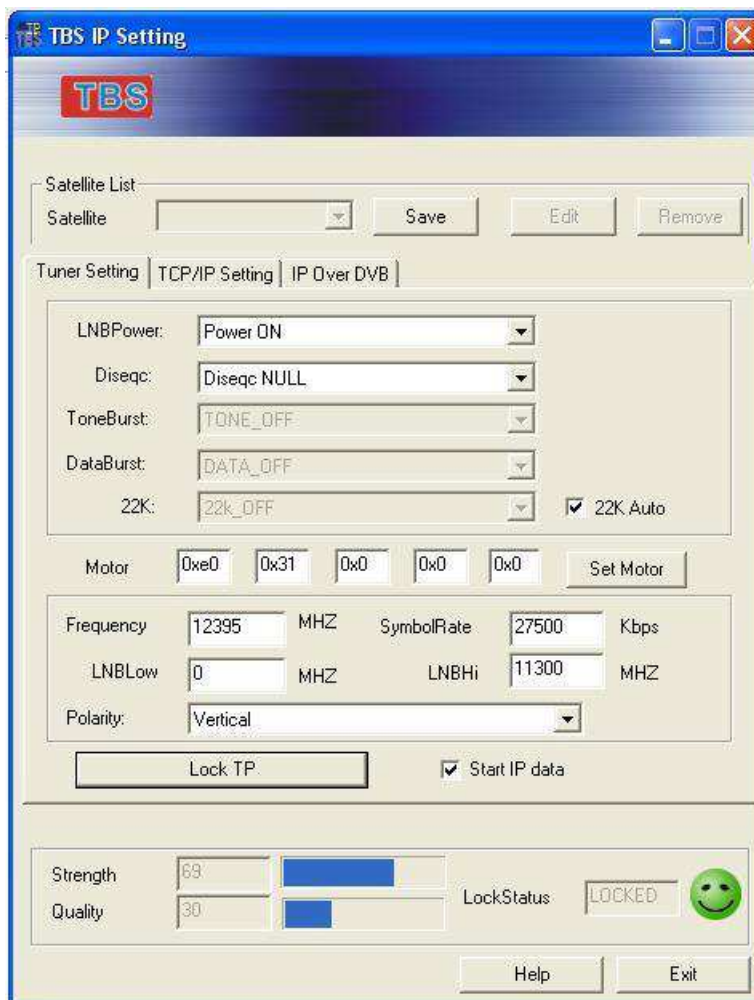 TBS IP Setting
TBS
Satellite List
Satellite Save Edit Remove
Tuner Setting TCP/IP Setting IP Over DVB
LNBPower: Power ON
Diseqc: Diseqc NULL
ToneBurst: TONE_OFF
DataBurst: DATA_OFF
22K: 22k_OFF 22K Auto
Motor 0xe0 0x31 0x0 0x0 0x0 Set Motor
Frequency 12395 MHZ SymbolRate 27500 Kbps
LNBLow 0 MHZ LNBHi 11300 MHZ
Polarity: Vertical
Lock TP Start IP data
Strength 69
Quality 30 LockStatus LOCKED
Help Exit